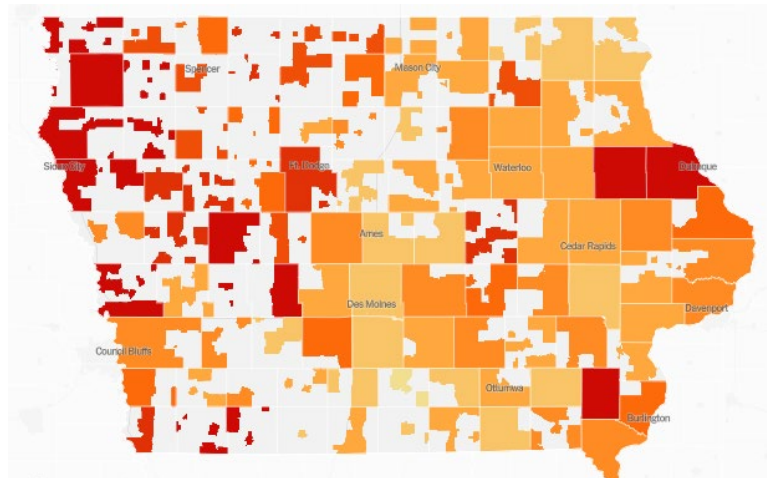 Spencer
Mason City
Sioux City
Ft. Dodge
Waterloo
Dubuque
Ames
Cedar Rapids
Des Moines
Davenport
Council Bluffs
Ottumwa
Burlington